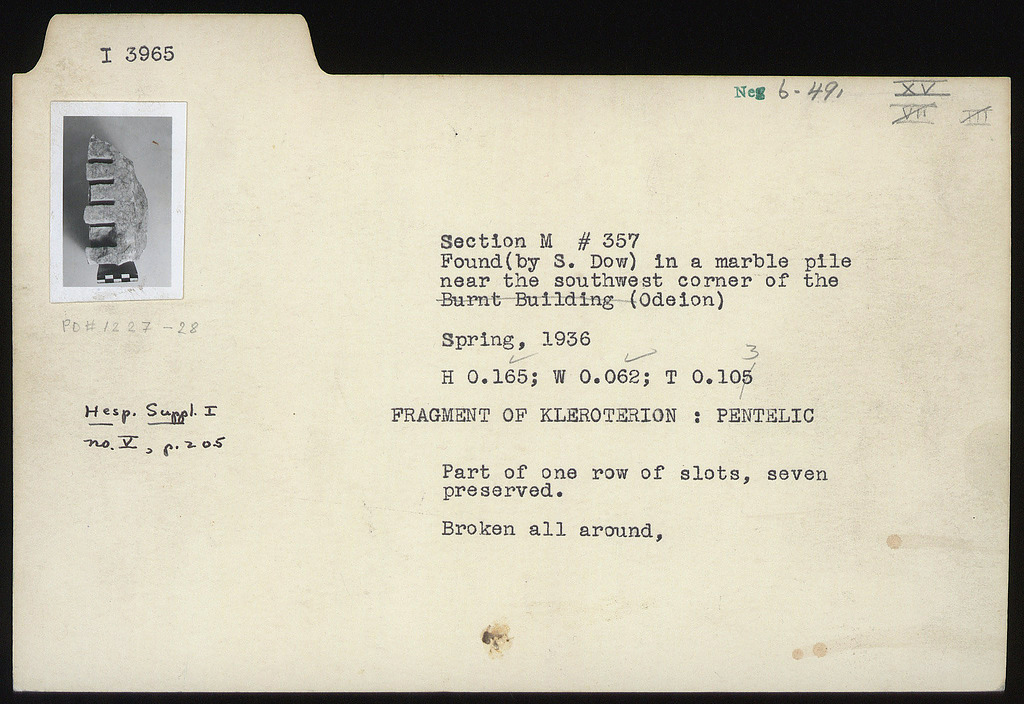 I 3965
Neg 6-49,
XV
VII III
Section M # 357
Found(by S. Dow) in a marble pile
near the southwest corner of the
Burnt Building (Odeion)
Spring, 1936
3
H 0.165; W 0.062; T 0.105
FRAGMENT OF KLEROTERION : PENTELIC
Part of one row of slots, seven
preserved.
Broken all around,
PD# 1227-28
Hesp. Suppl. I
no. V, p. 205